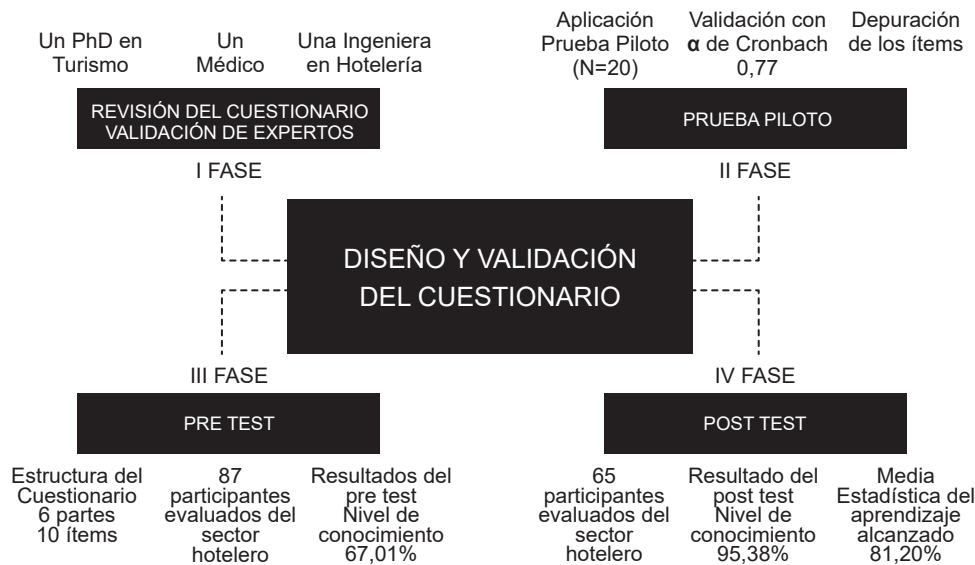 Un PhD en
Turismo
Un
Médico
Una Ingeniera
en Hotelería
REVISIÓN DEL CUESTIONARIO
VALIDACIÓN DE EXPERTOS
I FASE
Aplicación
Prueba Piloto
(N=20)
Validación con
α de Cronbach
0,77
Depuración
de los ítems
PRUEBA PILOTO
II FASE
DISEÑO Y VALIDACIÓN
DEL CUESTIONARIO
III FASE
PRE TEST
Estructura del
Cuestionario
6 partes
10 ítems
87
participantes
evaluados del
sector
hotelero
Resultados del
pre test
Nivel de
conocimiento
67,01%
IV FASE
POST TEST
65
participantes
evaluados del
sector
hotelero
Resultado del
post test
Nivel de
conocimiento
95,38%
Media
Estadística del
aprendizaje
alcanzado
81,20%